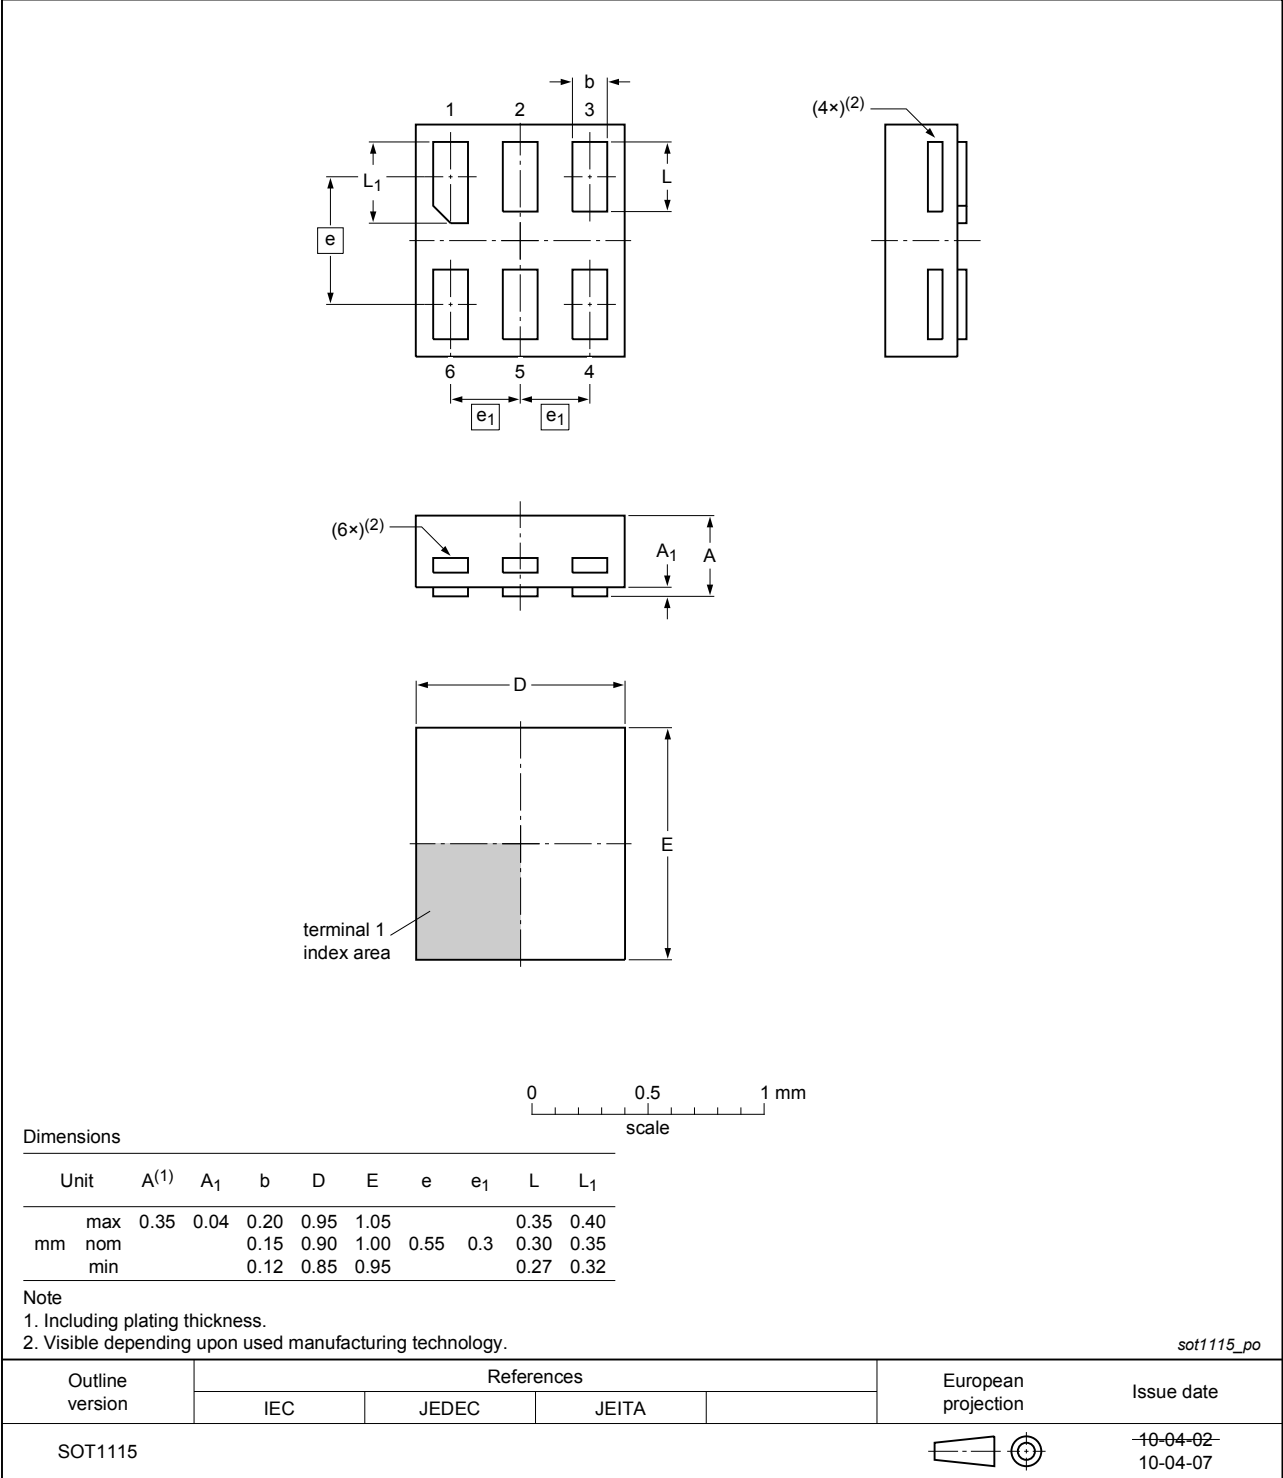 b
1 2 3
(4×)(2)
L1
L
e
6 5 4
e1 e1
(6×)(2)
A1
A
D
E
terminal 1
index area
0 0.5 1 mm
scale
Dimensions
Unit A(1) A1 b D E e e1 L L1
max 0.35 0.04 0.20 0.95 1.05 0.35 0.40
mm nom 0.15 0.90 1.00 0.55 0.3 0.30 0.35
min 0.12 0.85 0.95 0.27 0.32
Note
1. Including plating thickness.
2. Visible depending upon used manufacturing technology.
sot1115_po
Outline version
References
European projection
Issue date
IEC JEDEC JEITA
SOT1115
10-04-02
10-04-07